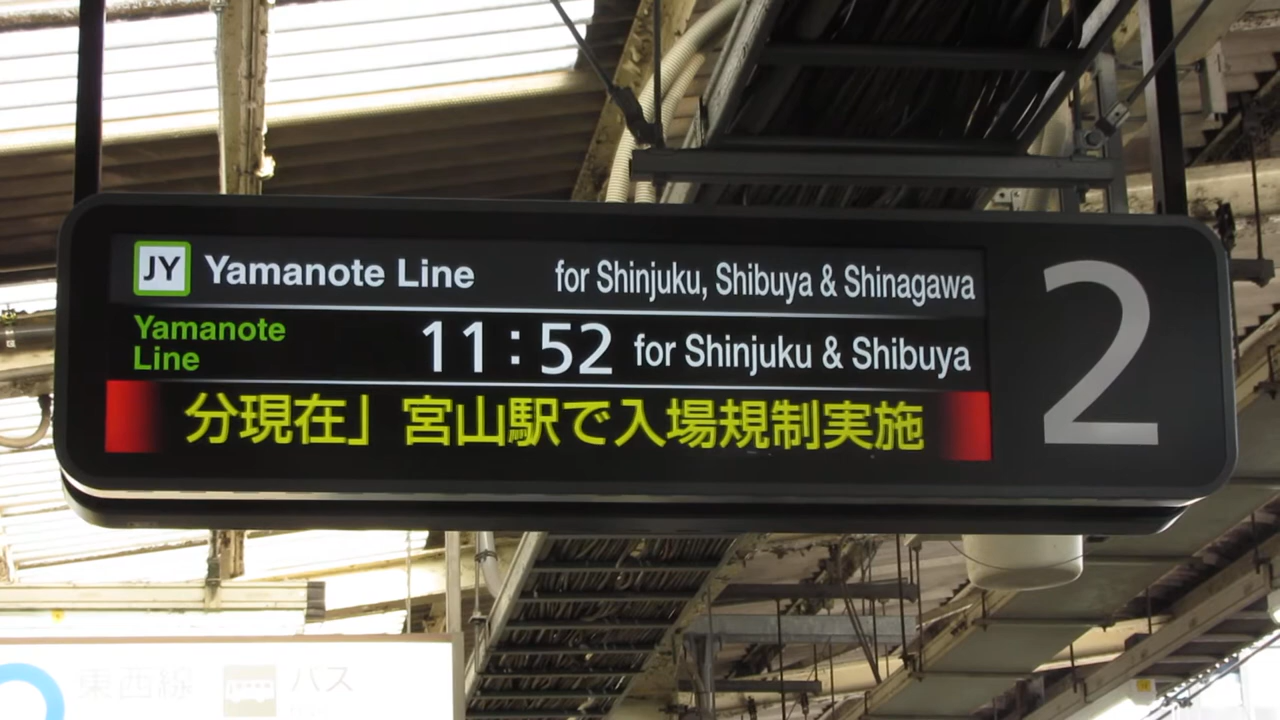 JY Yamanote Line for Shinjuku, Shibuya & Shinagawa 2
Yamanote Line 11:52 for Shinjuku & Shibuya
分現在」 宮山駅で入場規制実施
東西線 バス